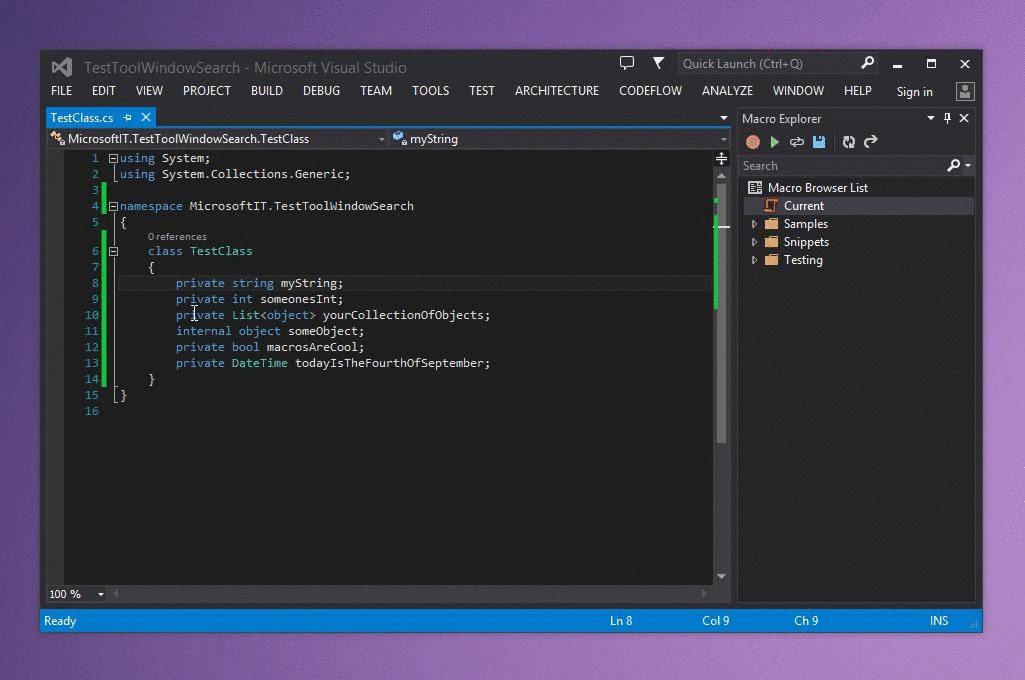 TestToolWindowSearch - Microsoft Visual Studio
Quick Launch (Ctrl+Q)
FILE EDIT VIEW PROJECT BUILD DEBUG TEAM TOOLS TEST ARCHITECTURE CODEFLOW ANALYZE WINDOW HELP Sign in
TestClass.cs
MicrosoftIT.TestToolWindowSearch.TestClass
myString
1 using System;
2 using System.Collections.Generic;
3
4 namespace MicrosoftIT.TestToolWindowSearch
5 {
0 references
6 class TestClass
7 {
8 private string myString;
9 private int someonesInt;
10 private List<object> yourCollectionOfObjects;
11 internal object someObject;
12 private bool macrosAreCool;
13 private DateTime todayIsTheFourthOfSeptember;
14 }
15 }
16
100 %
Macro Explorer
Search
Macro Browser List
Current
Samples
Snippets
Testing
Ready Ln 8 Col 9 Ch 9 INS